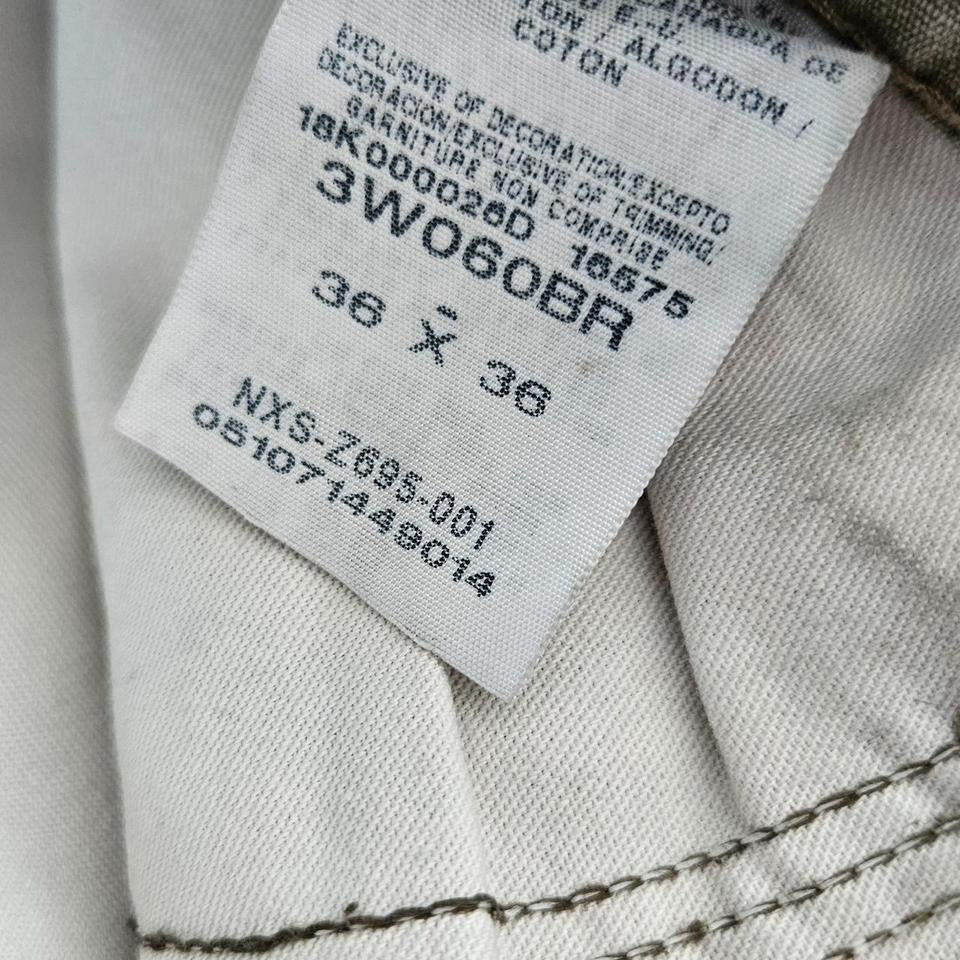 TON / ALGODON /
COTON
EXCLUSIVE OF DECORATION/EXCEPTO
DECORACION/EXCLUSIVE OF TRIMMING/
GARNITURE NON COMPRISE.
18K000026D 16575
3W060BR
36 X 36
NXS-Z695-001
051071449014